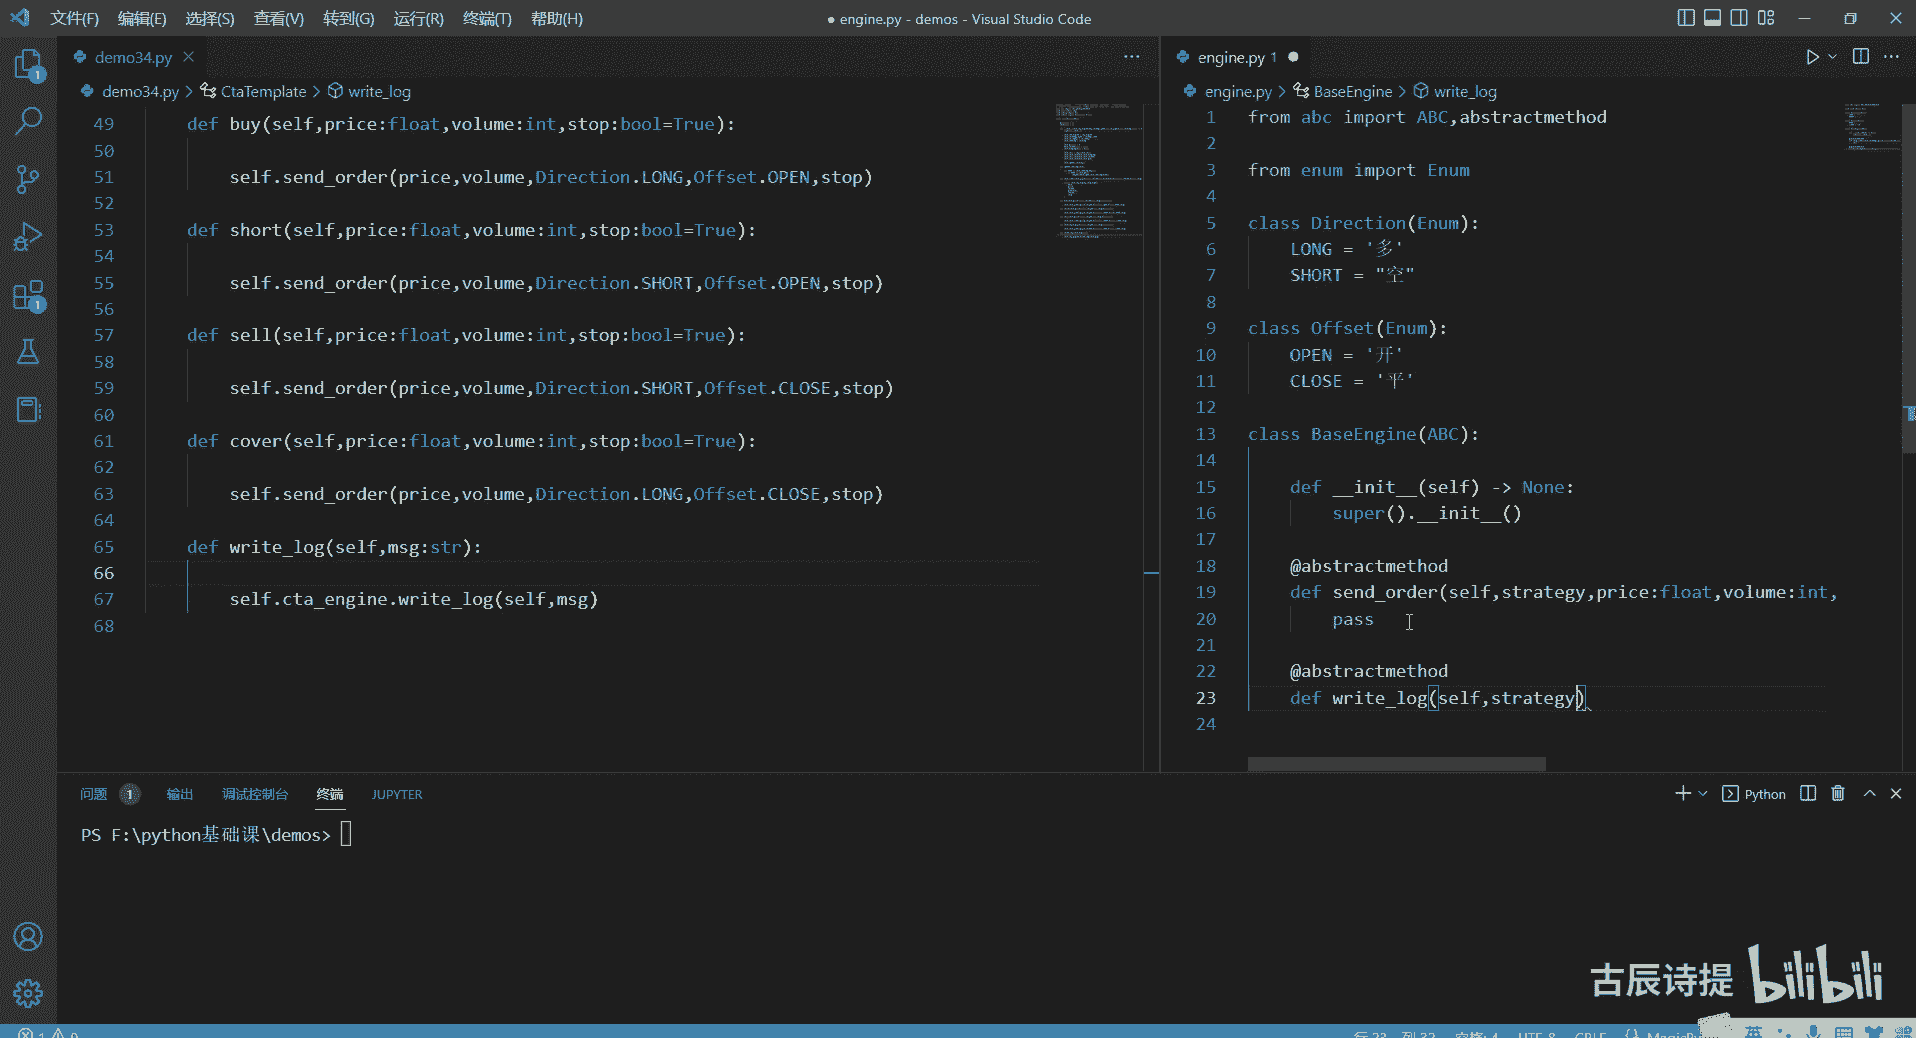 文件(F) 编辑(E) 选择(S) 查看(V) 转到(G) 运行(R) 终端(T) 帮助(H)
● engine.py - demos - Visual Studio Code
demo34.py
demo34.py > CtaTemplate > write_log
49 def buy(self,price:float,volume:int,stop:bool=True):
50
51 self.send_order(price,volume,Direction.LONG,Offset.OPEN,stop)
52
53 def short(self,price:float,volume:int,stop:bool=True):
54
55 self.send_order(price,volume,Direction.SHORT,Offset.OPEN,stop)
56
57 def sell(self,price:float,volume:int,stop:bool=True):
58
59 self.send_order(price,volume,Direction.SHORT,Offset.CLOSE,stop)
60
61 def cover(self,price:float,volume:int,stop:bool=True):
62
63 self.send_order(price,volume,Direction.LONG,Offset.CLOSE,stop)
64
65 def write_log(self,msg:str):
66
67 self.cta_engine.write_log(self,msg)
68
engine.py 1 ●
engine.py > BaseEngine > write_log
1 from abc import ABC,abstractmethod
2
3 from enum import Enum
4
5 class Direction(Enum):
6 LONG = '多'
7 SHORT = "空"
8
9 class Offset(Enum):
10 OPEN = '开'
11 CLOSE = '平'
12
13 class BaseEngine(ABC):
14
15 def __init__(self) -> None:
16 super().__init__()
17
18 @abstractmethod
19 def send_order(self,strategy,price:float,volume:int,
20 pass
21
22 @abstractmethod
23 def write_log(self,strategy)
24
1
1
问题 1 输出 调试控制台 终端 JUPYTER
Python
PS F:\python基础课\demos>
古辰诗提 bilibili
英